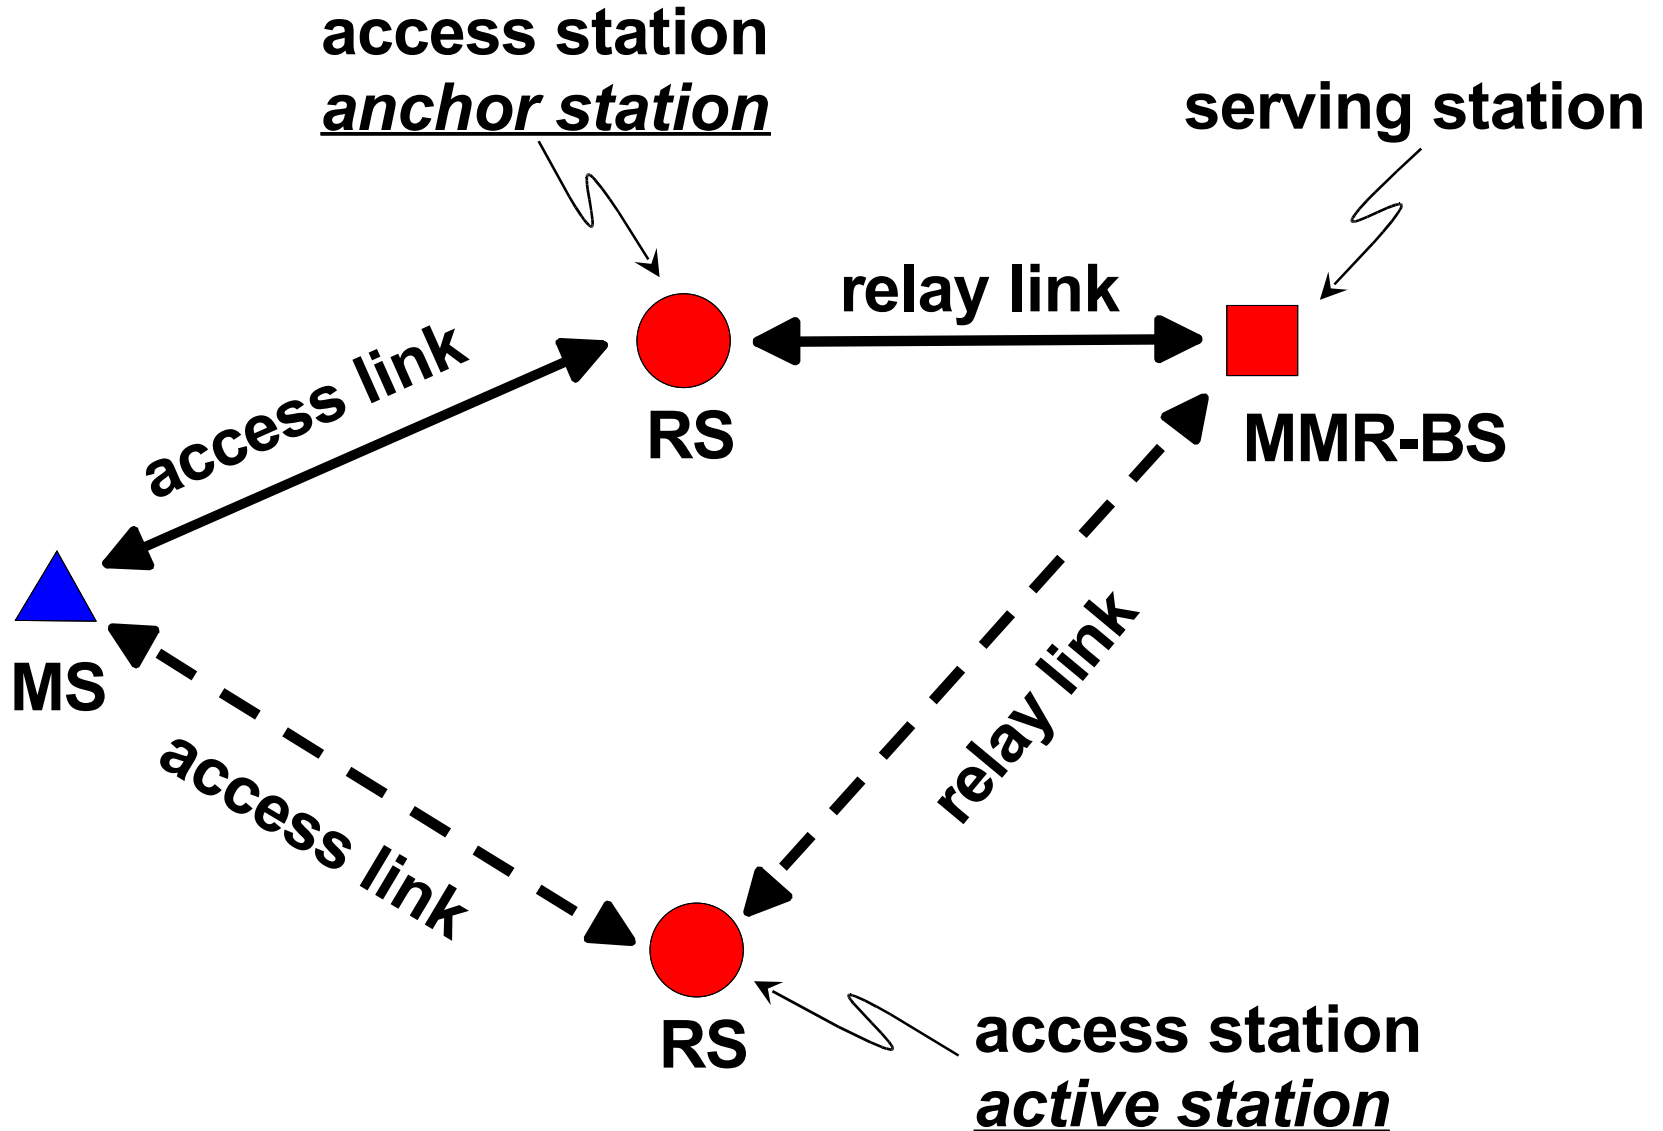 access station
anchor station
serving station
relay link
access link
RS
MMR-BS
MS
relay link
access link
RS
access station
active station